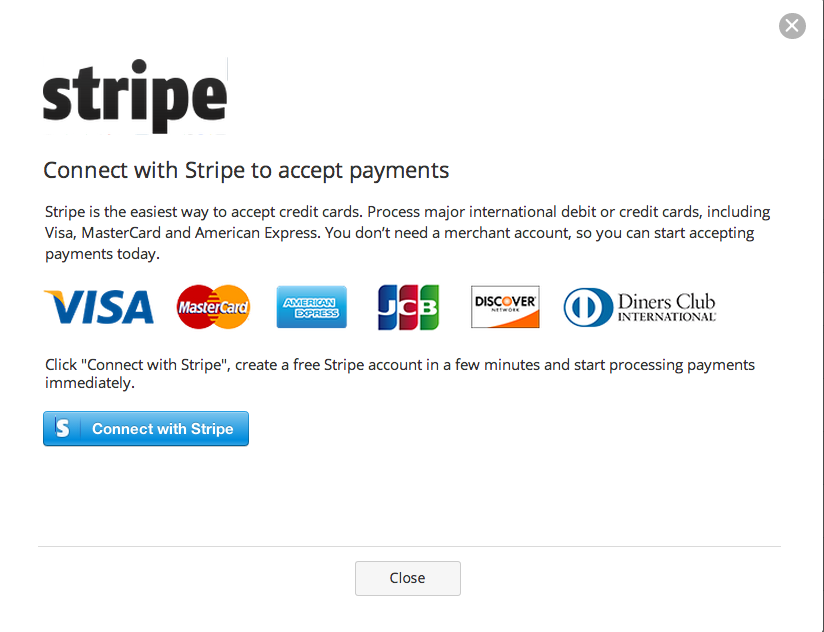 stripe
Connect with Stripe to accept payments
Stripe is the easiest way to accept credit cards. Process major international debit or credit cards, including
Visa, MasterCard and American Express. You don’t need a merchant account, so you can start accepting
payments today.
VISA
MasterCard
AMERICAN
EXPRESS
JCB
DISCOVER
NETWORK
Diners Club
INTERNATIONAL
Click "Connect with Stripe", create a free Stripe account in a few minutes and start processing payments
immediately.
S Connect with Stripe
Close